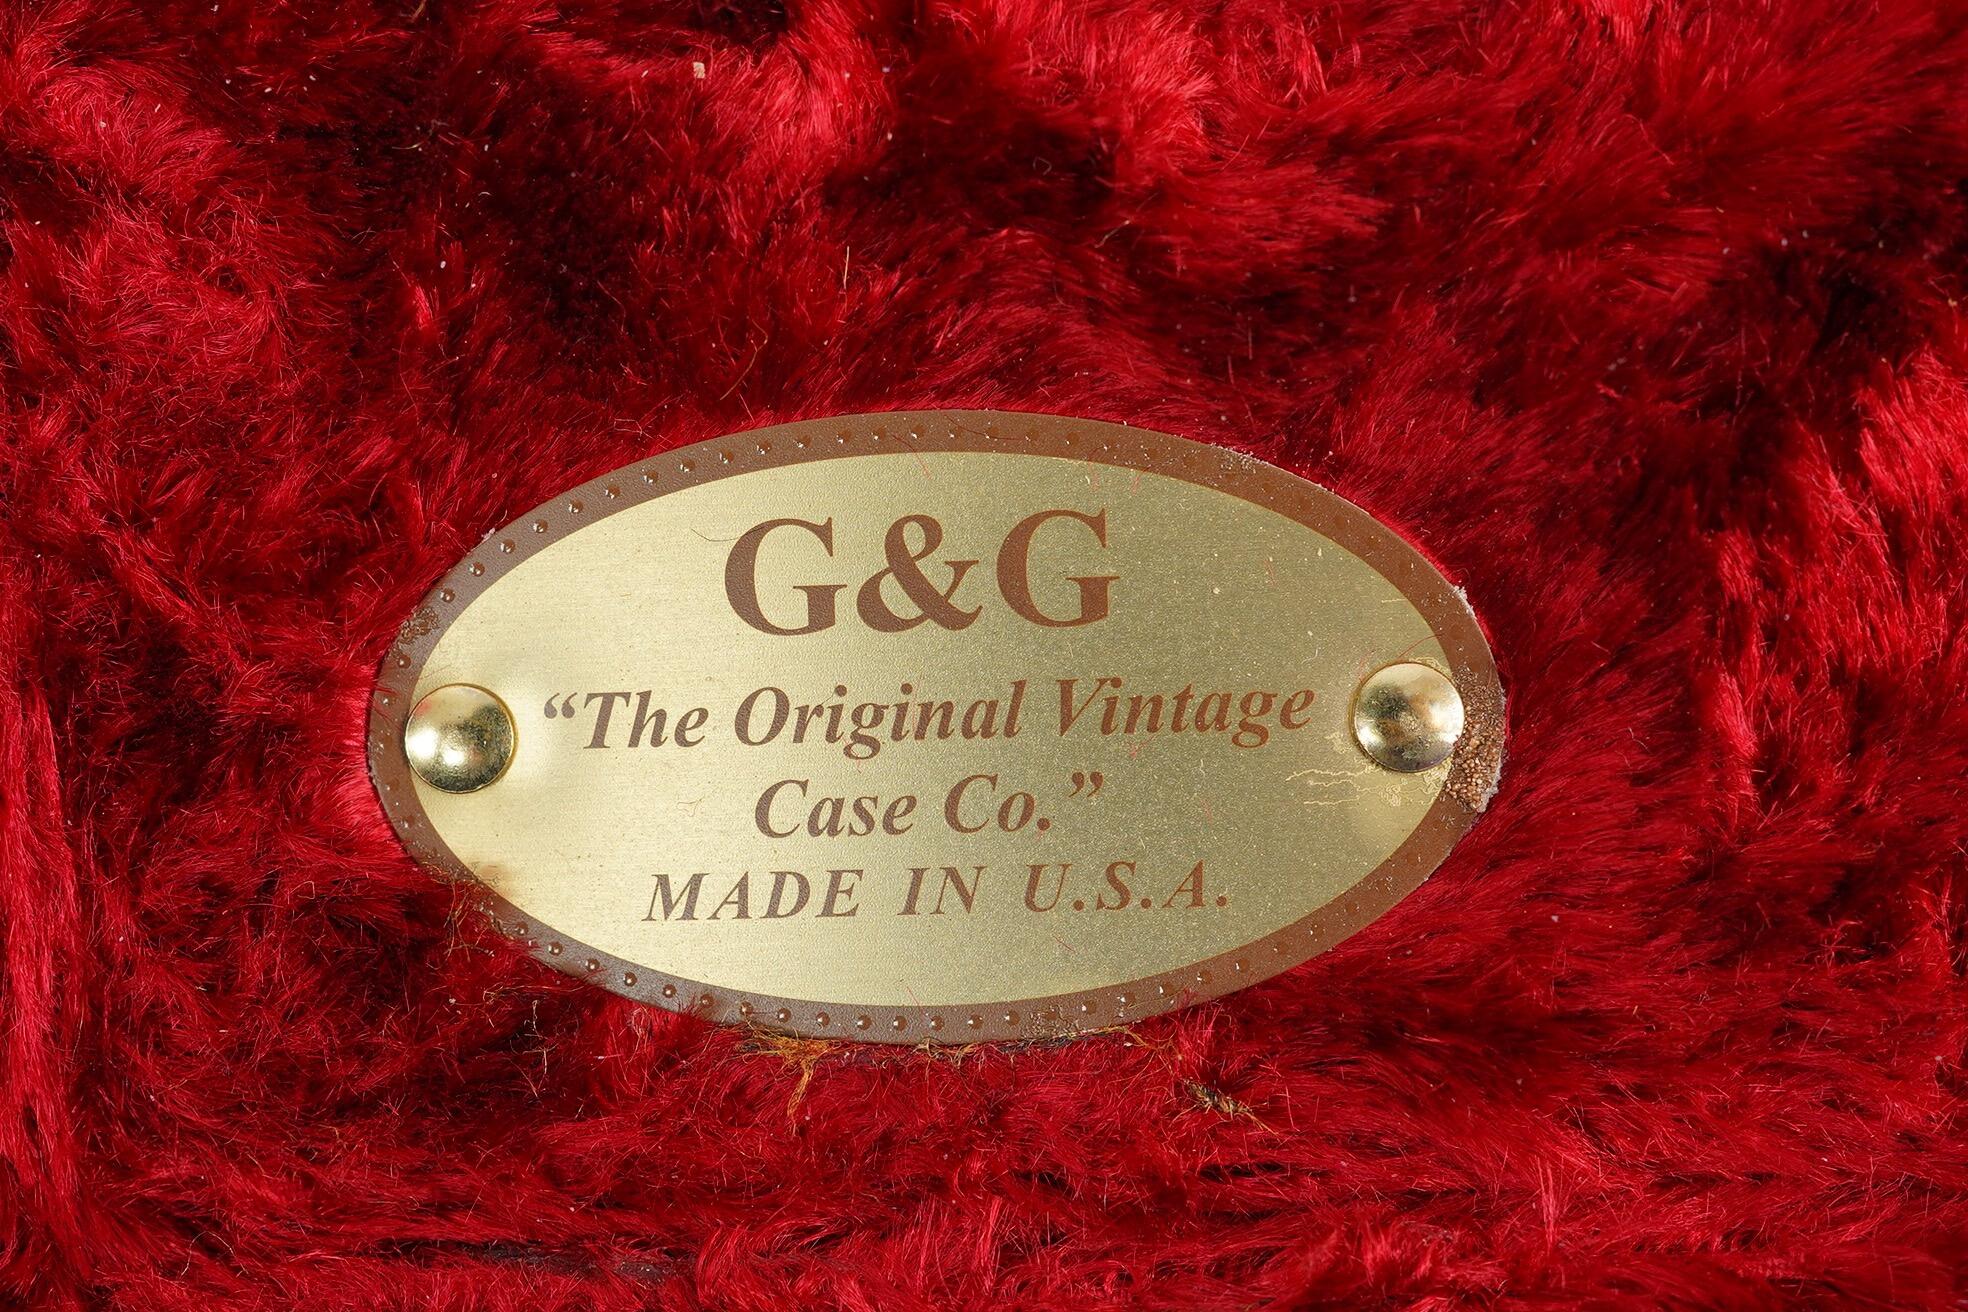 G&G
“The Original Vintage
Case Co.”
MADE IN U.S.A.